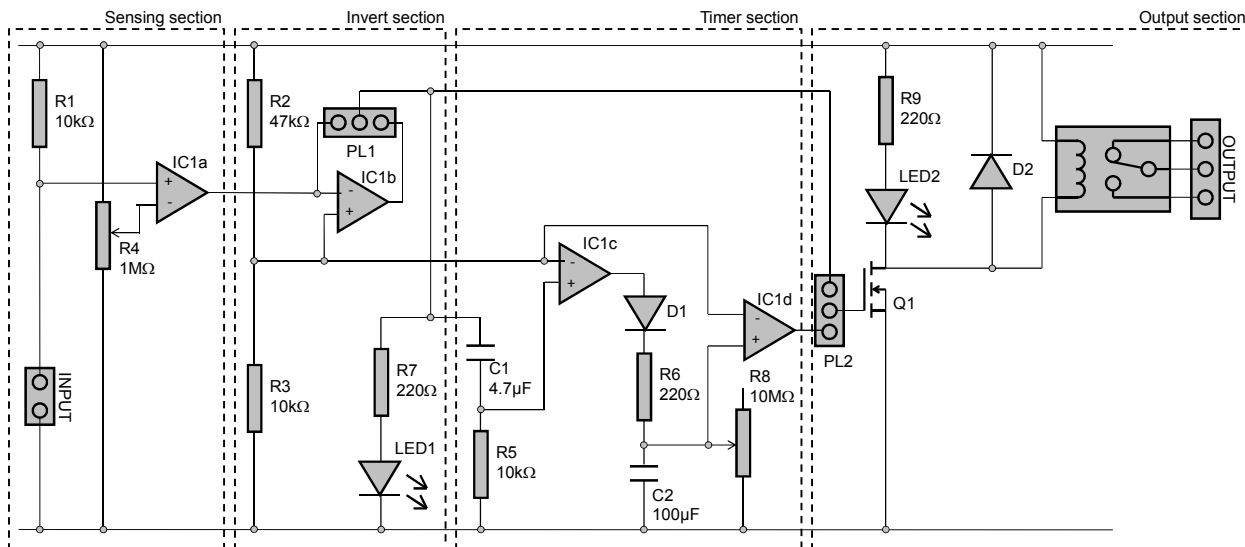 Sensing section
Invert section
Timer section
Output section
R1
10kΩ
IC1a
+
-
R4
1MΩ
INPUT
R2
47kΩ
PL1
IC1b
-
+
R3
10kΩ
R7
220Ω
LED1
IC1c
-
+
C1
4.7µF
R5
10kΩ
D1
R6
220Ω
C2
100µF
IC1d
-
+
R8
10MΩ
PL2
R9
220Ω
LED2
Q1
D2
OUTPUT